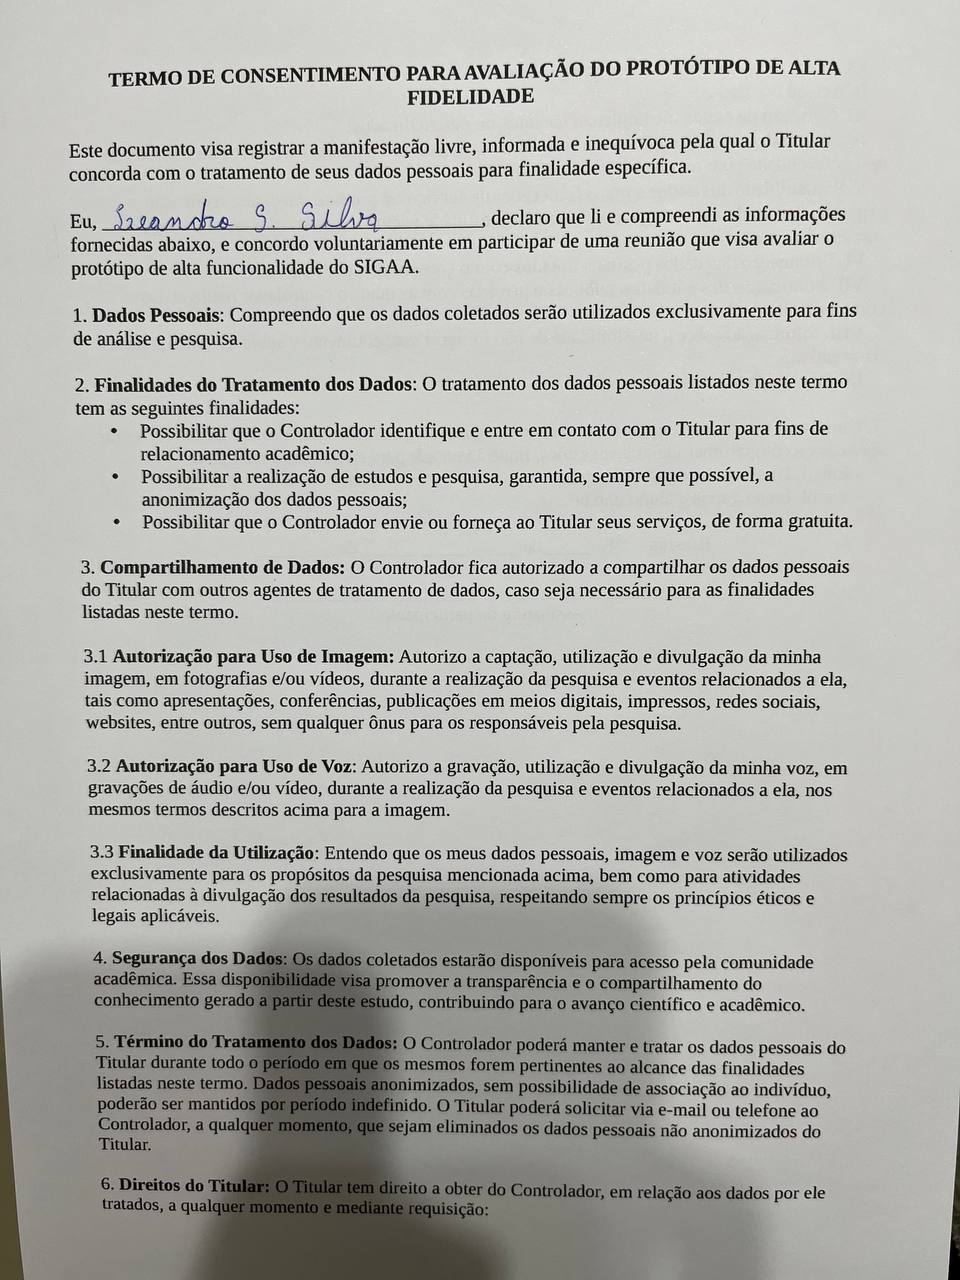 TERMO DE CONSENTIMENTO PARA AVALIAÇÃO DO PROTÓTIPO DE ALTA
FIDELIDADE
Este documento visa registrar a manifestação livre, informada e inequívoca pela qual o Titular
concorda com o tratamento de seus dados pessoais para finalidade específica.
Eu, S. Silva, declaro que li e compreendi as informações
fornecidas abaixo, e concordo voluntariamente em participar de uma reunião que visa avaliar o
protótipo de alta funcionalidade do SIGAA.
1. Dados Pessoais: Compreendo que os dados coletados serão utilizados exclusivamente para fins
de análise e pesquisa.
2. Finalidades do Tratamento dos Dados: O tratamento dos dados pessoais listados neste termo
tem as seguintes finalidades:
• Possibilitar que o Controlador identifique e entre em contato com o Titular para fins de
relacionamento acadêmico;
• Possibilitar a realização de estudos e pesquisa, garantida, sempre que possível, a
anonimização dos dados pessoais;
• Possibilitar que o Controlador envie ou forneça ao Titular seus serviços, de forma gratuita.
3. Compartilhamento de Dados: O Controlador fica autorizado a compartilhar os dados pessoais
do Titular com outros agentes de tratamento de dados, caso seja necessário para as finalidades
listadas neste termo.
3.1 Autorização para Uso de Imagem: Autorizo a captação, utilização e divulgação da minha
imagem, em fotografias e/ou vídeos, durante a realização da pesquisa e eventos relacionados a ela,
tais como apresentações, conferências, publicações em meios digitais, impressos, redes sociais,
websites, entre outros, sem qualquer ônus para os responsáveis pela pesquisa.
3.2 Autorização para Uso de Voz: Autorizo a gravação, utilização e divulgação da minha voz, em
gravações de áudio e/ou vídeo, durante a realização da pesquisa e eventos relacionados a ela, nos
mesmos termos descritos acima para a imagem.
3.3 Finalidade da Utilização: Entendo que os meus dados pessoais, imagem e voz serão utilizados
exclusivamente para os propósitos da pesquisa mencionada acima, bem como para atividades
relacionadas à divulgação dos resultados da pesquisa, respeitando sempre os princípios éticos e
legais aplicáveis.
4. Segurança dos Dados: Os dados coletados estarão disponíveis para acesso pela comunidade
acadêmica. Essa disponibilidade visa promover a transparência e o compartilhamento do
conhecimento gerado a partir deste estudo, contribuindo para o avanço científico e acadêmico.
5. Término do Tratamento dos Dados: O Controlador poderá manter e tratar os dados pessoais do
Titular durante todo o período em que os mesmos forem pertinentes ao alcance das finalidades
listadas neste termo. Dados pessoais anonimizados, sem possibilidade de associação ao indivíduo,
poderão ser mantidos por período indefinido. O Titular poderá solicitar via e-mail ou telefone ao
Controlador, a qualquer momento, que sejam eliminados os dados pessoais não anonimizados do
Titular.
6. Direitos do Titular: O Titular tem direito a obter do Controlador, em relação aos dados por ele
tratados, a qualquer momento e mediante requisição: